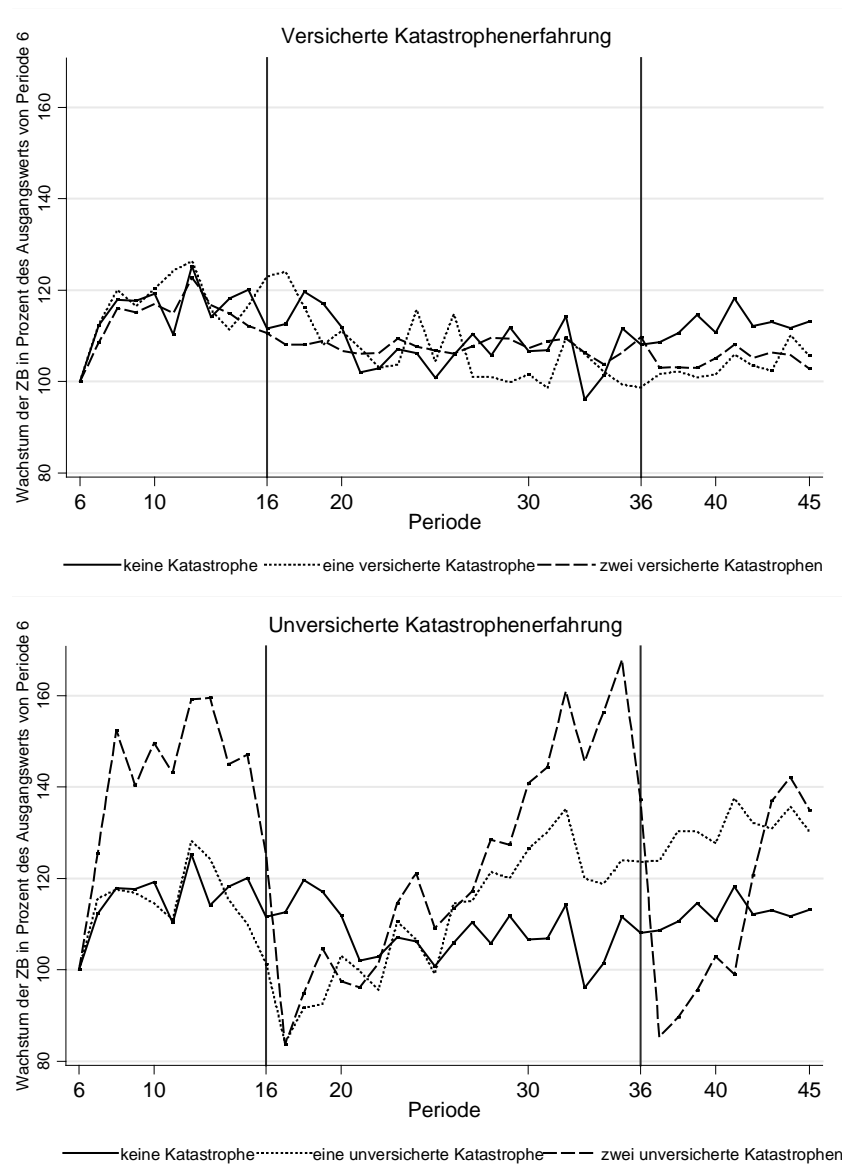 Versicherte Katastrophenerfahrung
Wachstum der ZB in Prozent des Ausgangswerts von Periode 6
160
140
120
100
80
6 10 16 20 30 36 40 45
Periode
keine Katastrophe eine versicherte Katastrophe zwei versicherte Katastrophen
Unversicherte Katastrophenerfahrung
Wachstum der ZB in Prozent des Ausgangswerts von Periode 6
160
140
120
100
80
6 10 16 20 30 36 40 45
Periode
keine Katastrophe eine unversicherte Katastrophe zwei unversicherte Katastrophen